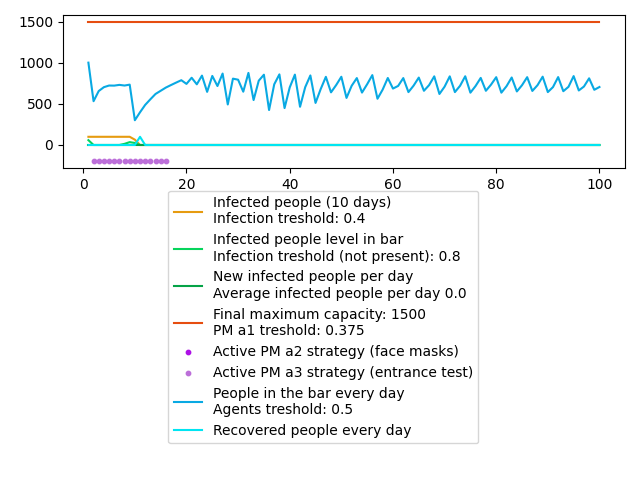 1500
1000
500
0
0
20
40
60
80
100
Infected people (10 days)
Infection treshold: 0.4
Infected people level in bar
Infection treshold (not present): 0.8
New infected people per day
Average infected people per day 0.0
Final maximum capacity: 1500
PM a1 treshold: 0.375
Active PM a2 strategy (face masks)
Active PM a3 strategy (entrance test)
People in the bar every day
Agents treshold: 0.5
Recovered people every day